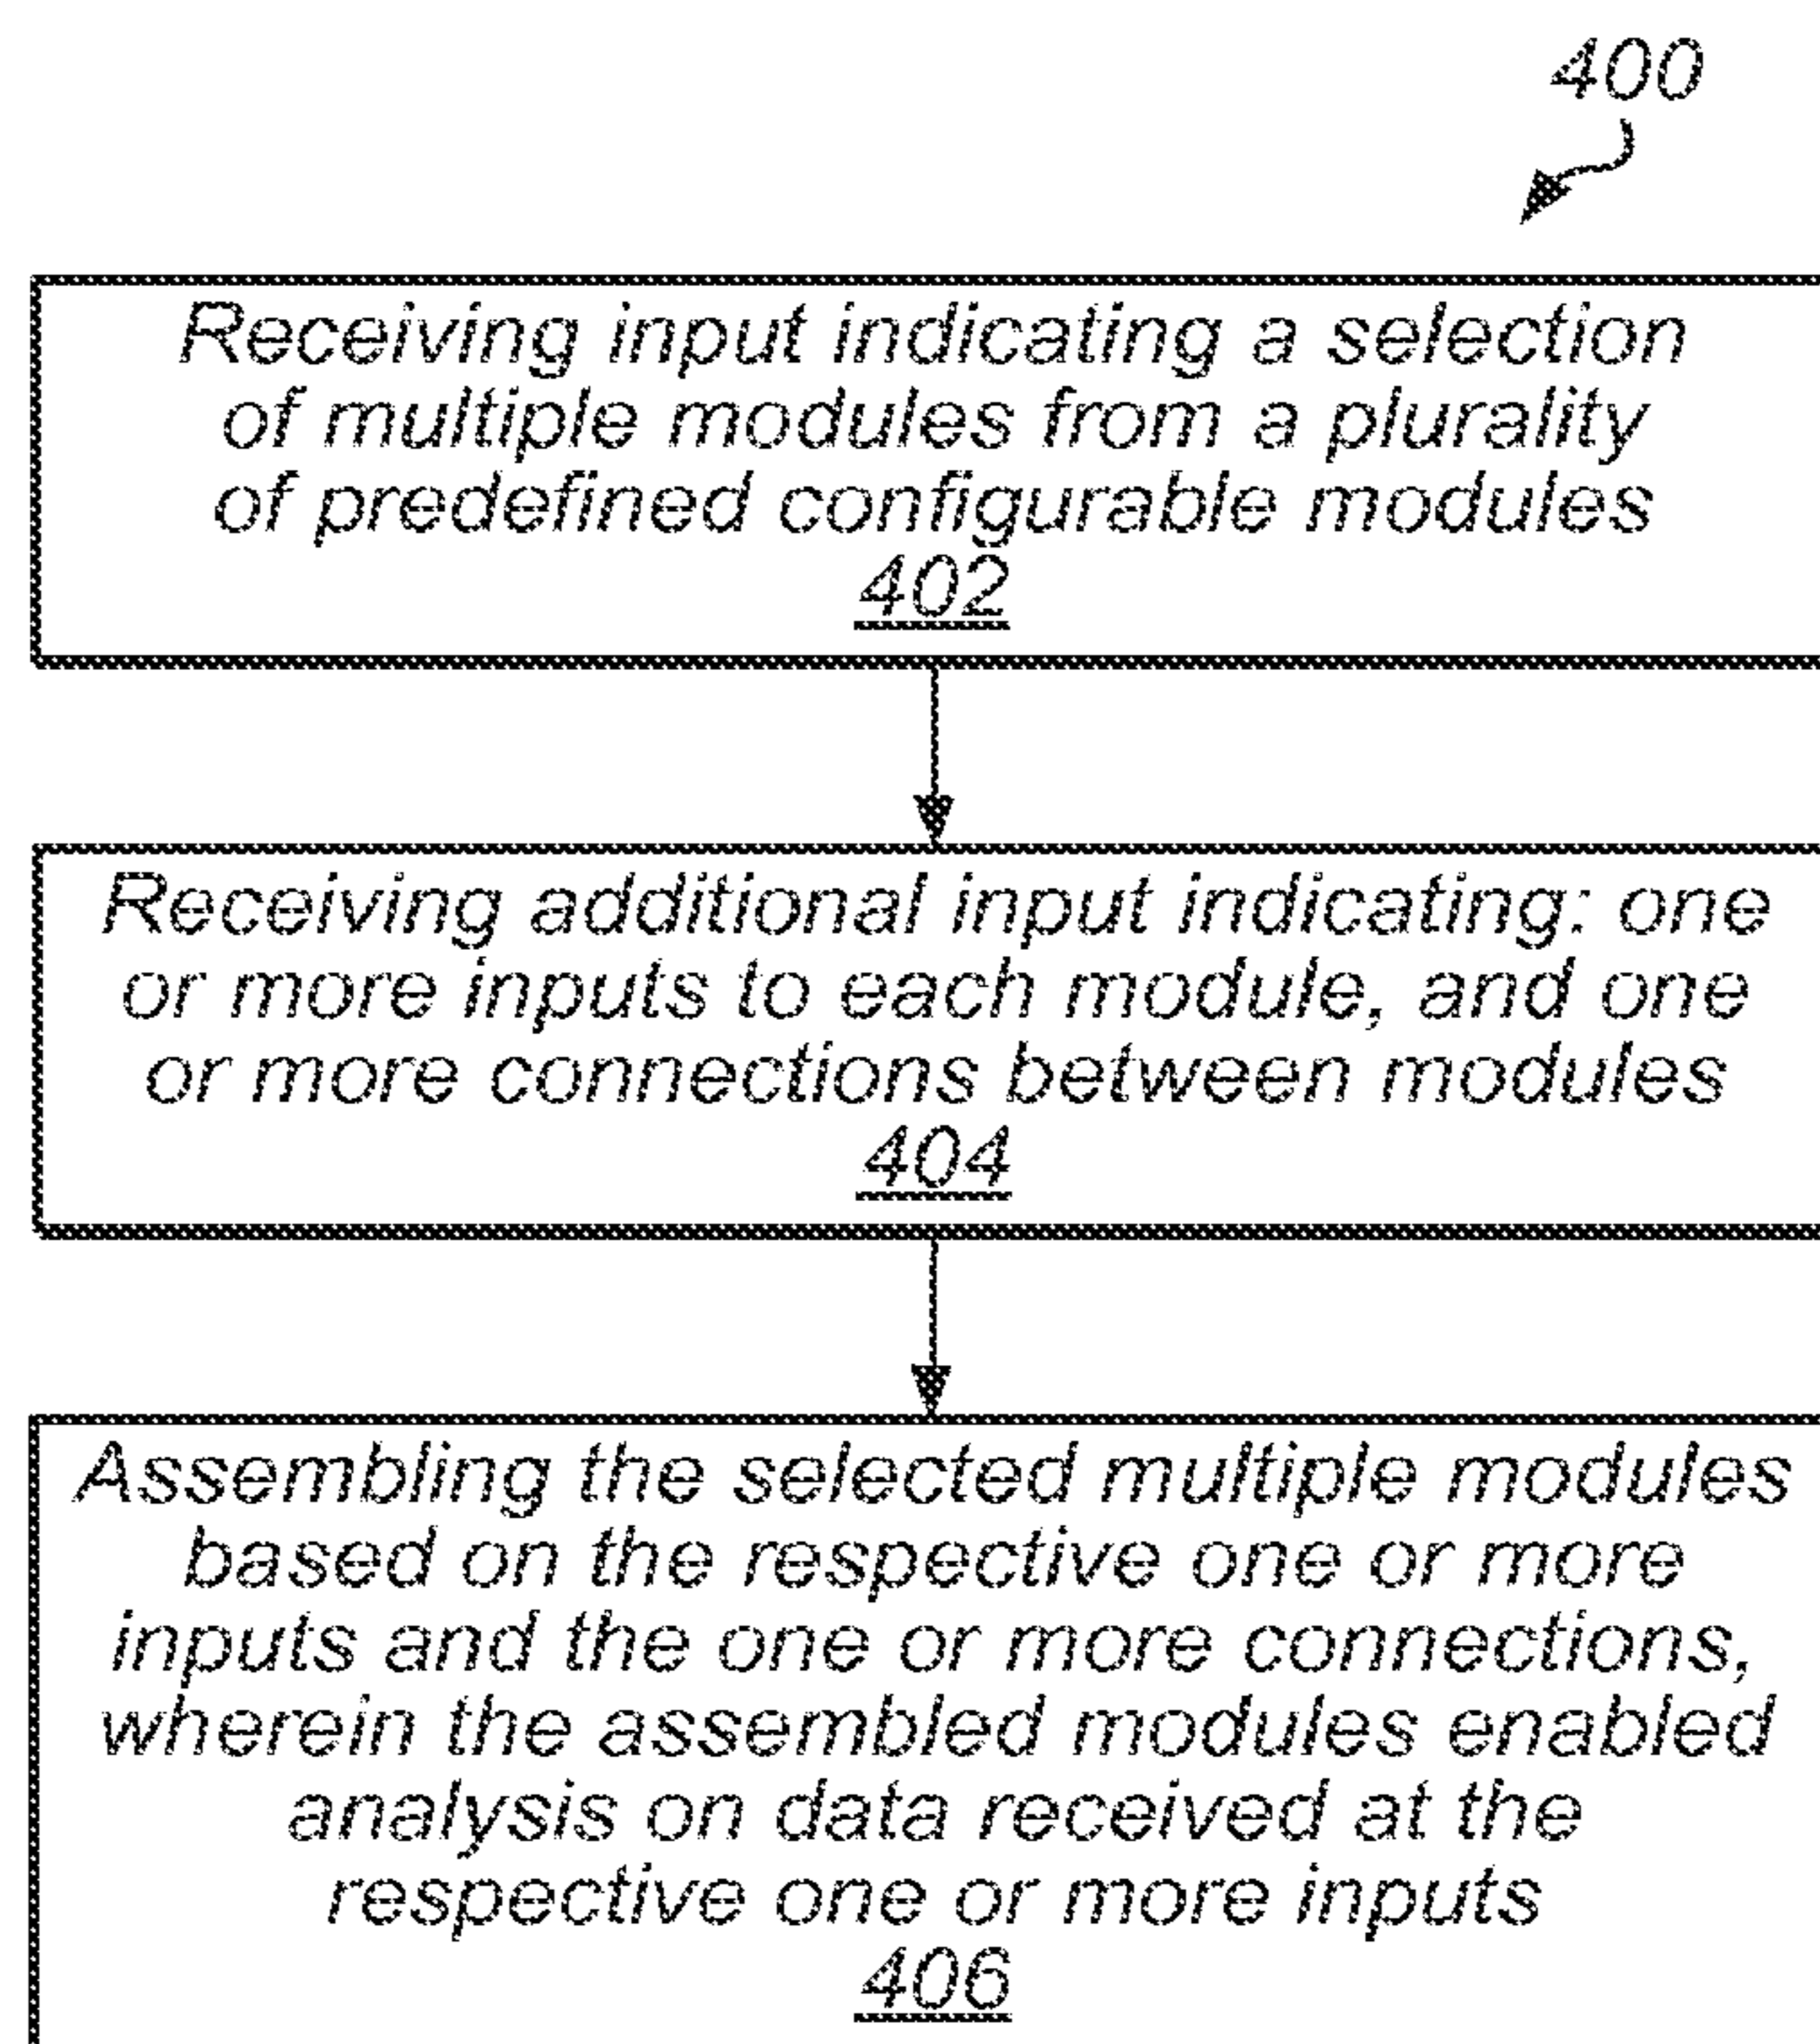 400
Receiving input indicating a selection
of multiple modules from a plurality
of predefined configurable modules
402
Receiving additional input indicating: one
or more inputs to each module, and one
or more connections between modules
404
Assembling the selected multiple modules
based on the respective one or more
inputs and the one or more connections,
wherein the assembled modules enabled
analysis on data received at the
respective one or more inputs
406